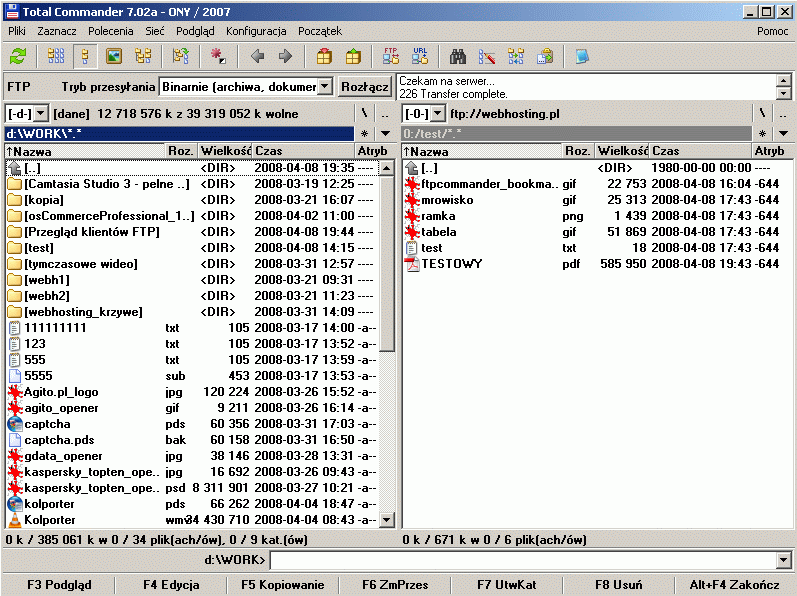 Total Commander 7.02a - ONY / 2007
Pliki Zaznacz Polecenia Sieć Podgląd Konfiguracja Początek Pomoc
FTP URL
FTP Tryb przesyłania Binarnie (archiwa, dokumer Rozłącz
Czekam na serwer...
226 Transfer complete.
[-d-] [dane] 12 718 576 k z 39 319 052 k wolne \ ..
d:\WORK\*.* *
↑Nazwa Roz. Wielkość Czas Atryb
[..] <DIR> 2008-04-08 19:35 ----
[Camtasia Studio 3 - pelne ..] <DIR> 2008-03-19 12:25 ----
[kopia] <DIR> 2008-03-21 16:07 ----
[osCommerceProfessional_1..] <DIR> 2008-04-02 11:00 ----
[Przegląd klientów FTP] <DIR> 2008-04-08 19:44 ----
[test] <DIR> 2008-04-08 14:15 ----
[tymczasowe wideo] <DIR> 2008-03-31 12:57 ----
[webh1] <DIR> 2008-03-21 09:31 ----
[webh2] <DIR> 2008-03-21 11:23 ----
[webhosting_krzywe] <DIR> 2008-03-31 14:09 ----
111111111 txt 105 2008-03-17 14:00 -a--
123 txt 105 2008-03-17 13:52 -a--
555 txt 105 2008-03-17 13:59 -a--
5555 sub 453 2008-03-17 13:53 -a--
Agito.pl_logo jpg 120 224 2008-03-26 15:52 -a--
agito_opener gif 9 211 2008-03-26 16:14 -a--
captcha pds 60 356 2008-03-31 17:03 -a--
captcha.pds bak 60 158 2008-03-31 16:50 -a--
gdata_opener jpg 38 146 2008-03-28 13:31 -a--
kaspersky_topten_ope.. jpg 16 692 2008-03-26 09:43 -a--
kaspersky_topten_ope.. psd 8 311 901 2008-03-27 10:21 -a--
kolporter pds 66 262 2008-04-04 18:47 -a--
Kolporter wmv 34 430 710 2008-04-04 08:43 -a--
0 k / 385 061 k w 0 / 34 plik(ach/ów), 0 / 9 kat.(ów)
[-0-] ftp://webhosting.pl \ ..
0:/test/*.* *
↑Nazwa Roz. Wielkość Czas Atryb
[..] <DIR> 1980-00-00 00:00 ----
ftpcommander_bookma.. gif 22 753 2008-04-08 16:04 -644
mrowisko gif 25 313 2008-04-08 17:43 -644
ramka png 1 439 2008-04-08 17:43 -644
tabela gif 51 869 2008-04-08 17:43 -644
test txt 18 2008-04-08 17:43 -644
TESTOWY pdf 585 950 2008-04-08 19:43 -644
0 k / 671 k w 0 / 6 plik(ach/ów)
d:\WORK>
F3 Podgląd F4 Edycja F5 Kopiowanie F6 ZmPrzes F7 UtwKat F8 Usuń Alt+F4 Zakończ